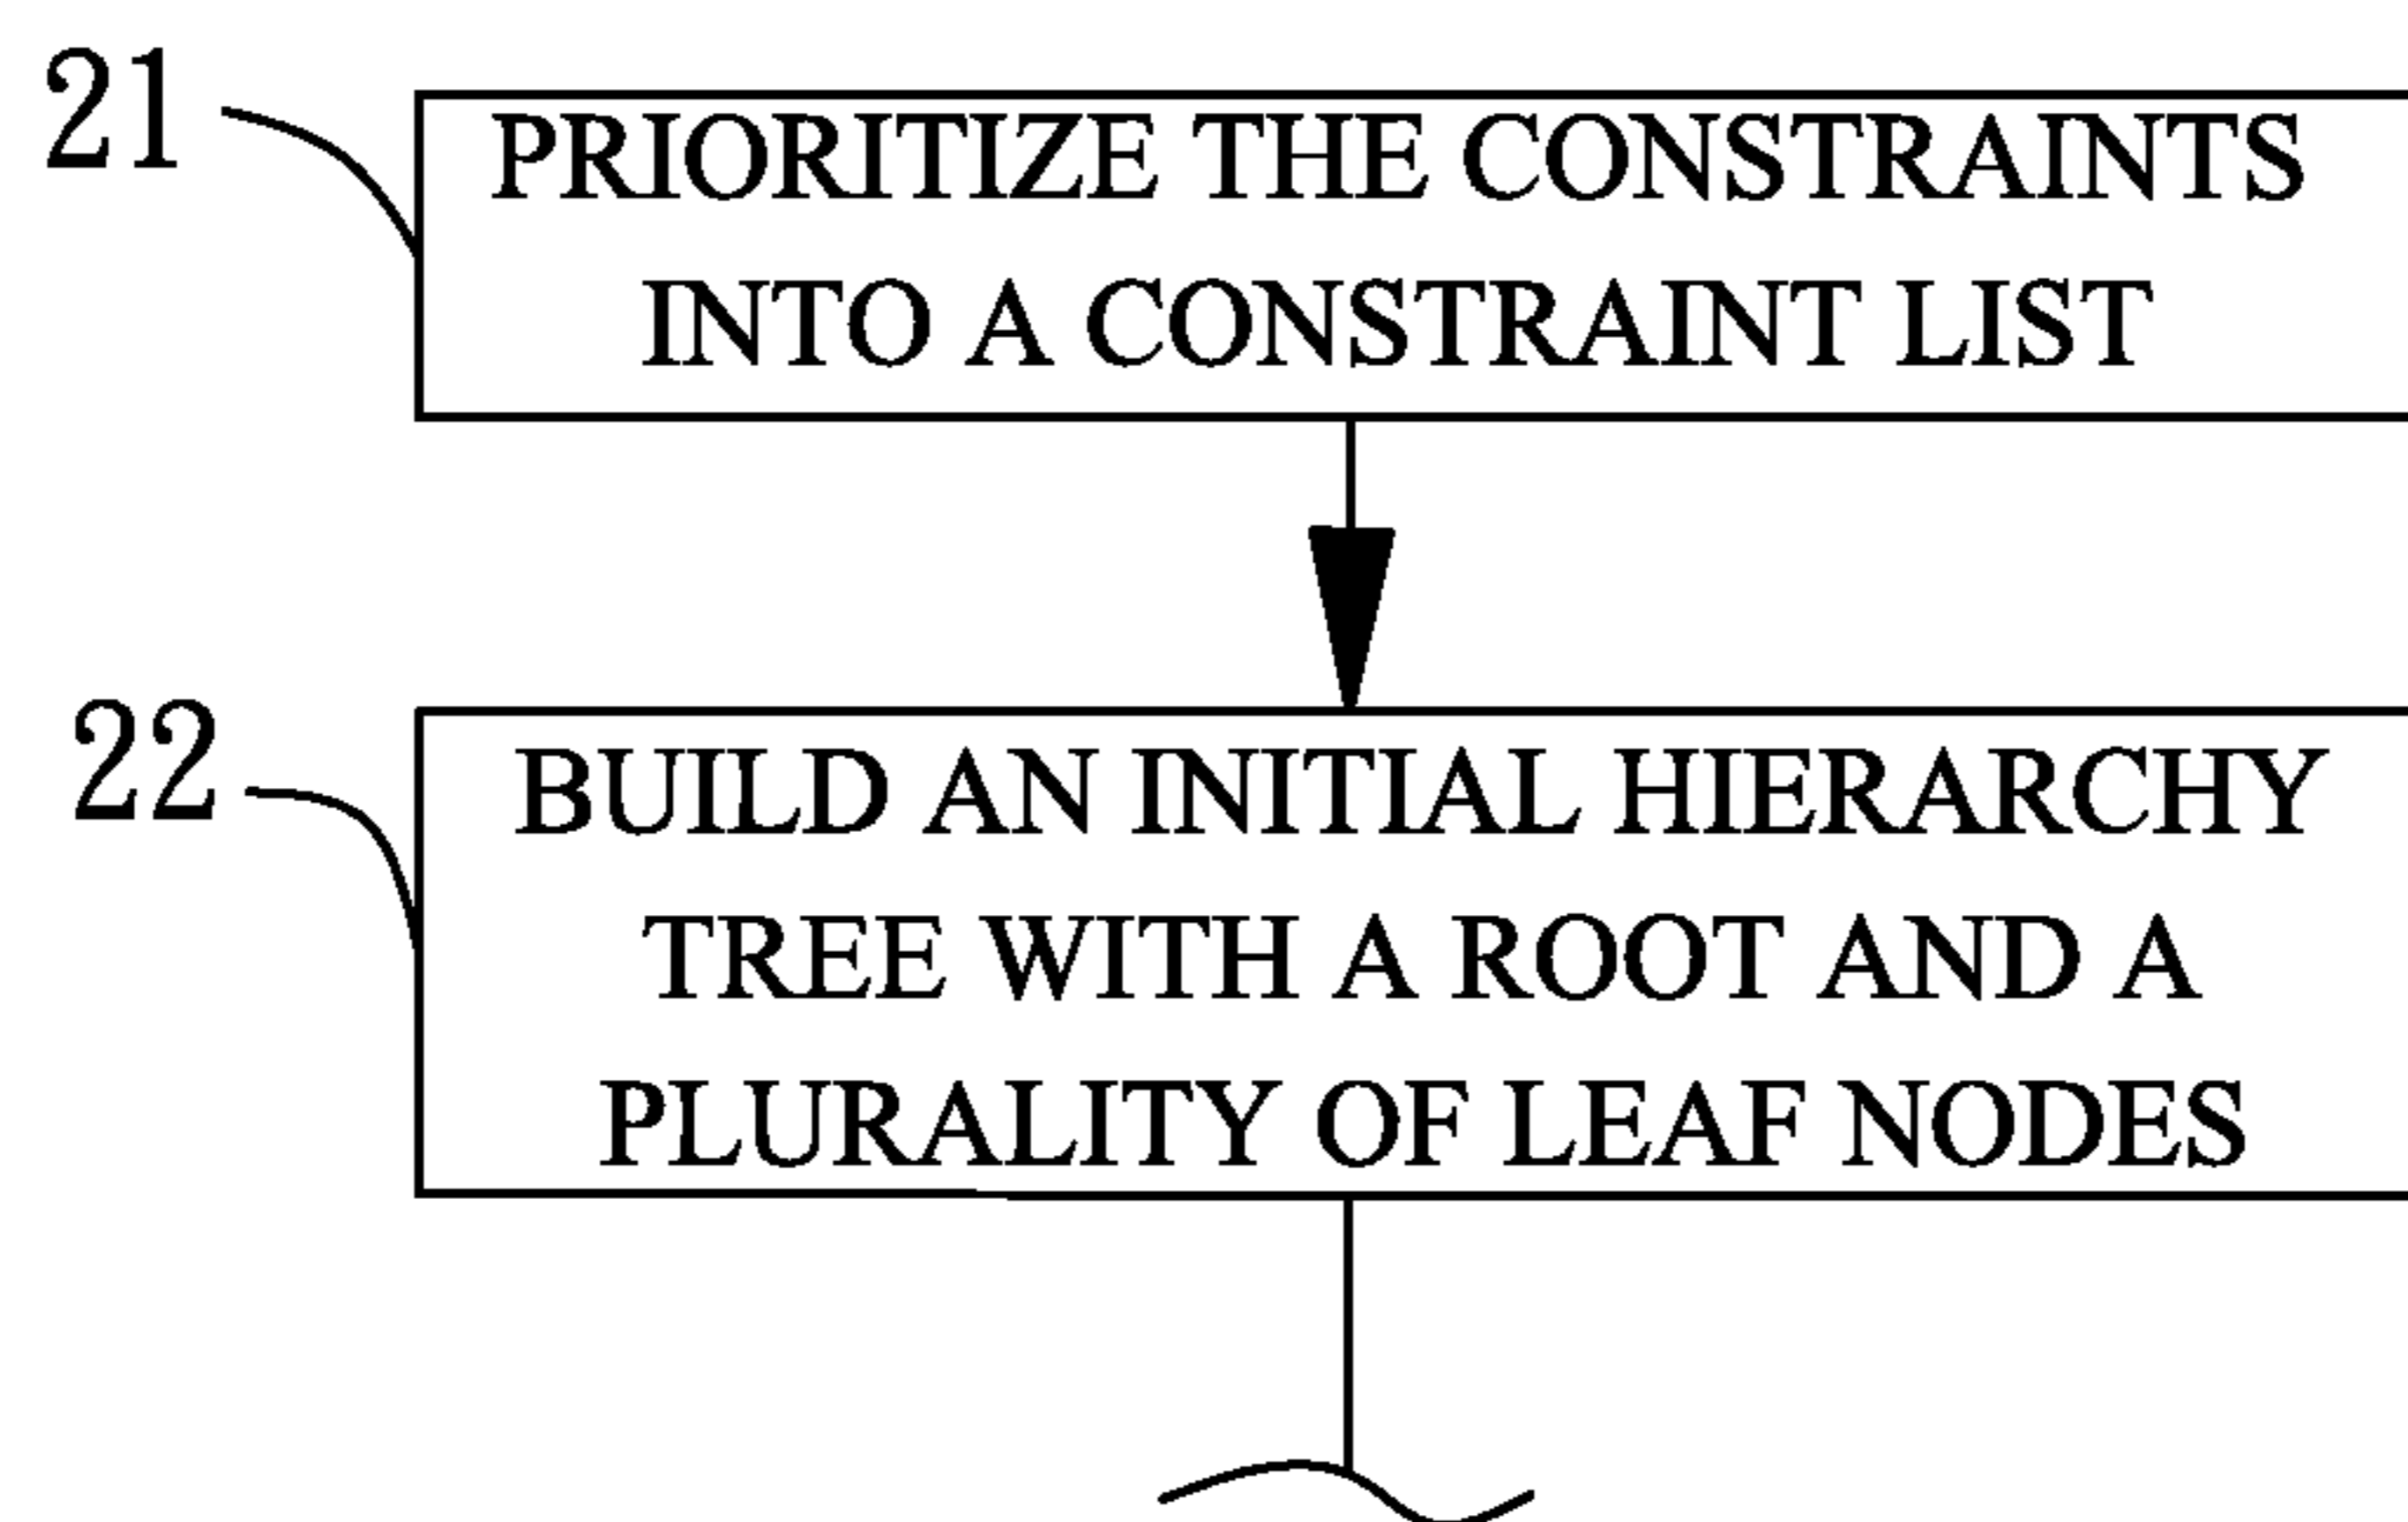 21
PRIORITIZE THE CONSTRAINTS
INTO A CONSTRAINT LIST
22
BUILD AN INITIAL HIERARCHY
TREE WITH A ROOT AND A
PLURALITY OF LEAF NODES